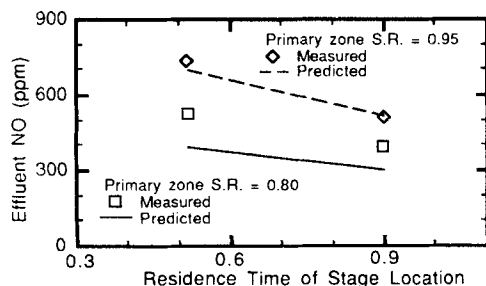 900
Primary zone S.R. = 0.95
Measured
Predicted
600
Effluent NO (ppm)
300
Primary zone S.R. = 0.80
Measured
Predicted
0
0.3
0.6
0.9
Residence Time of Stage Location